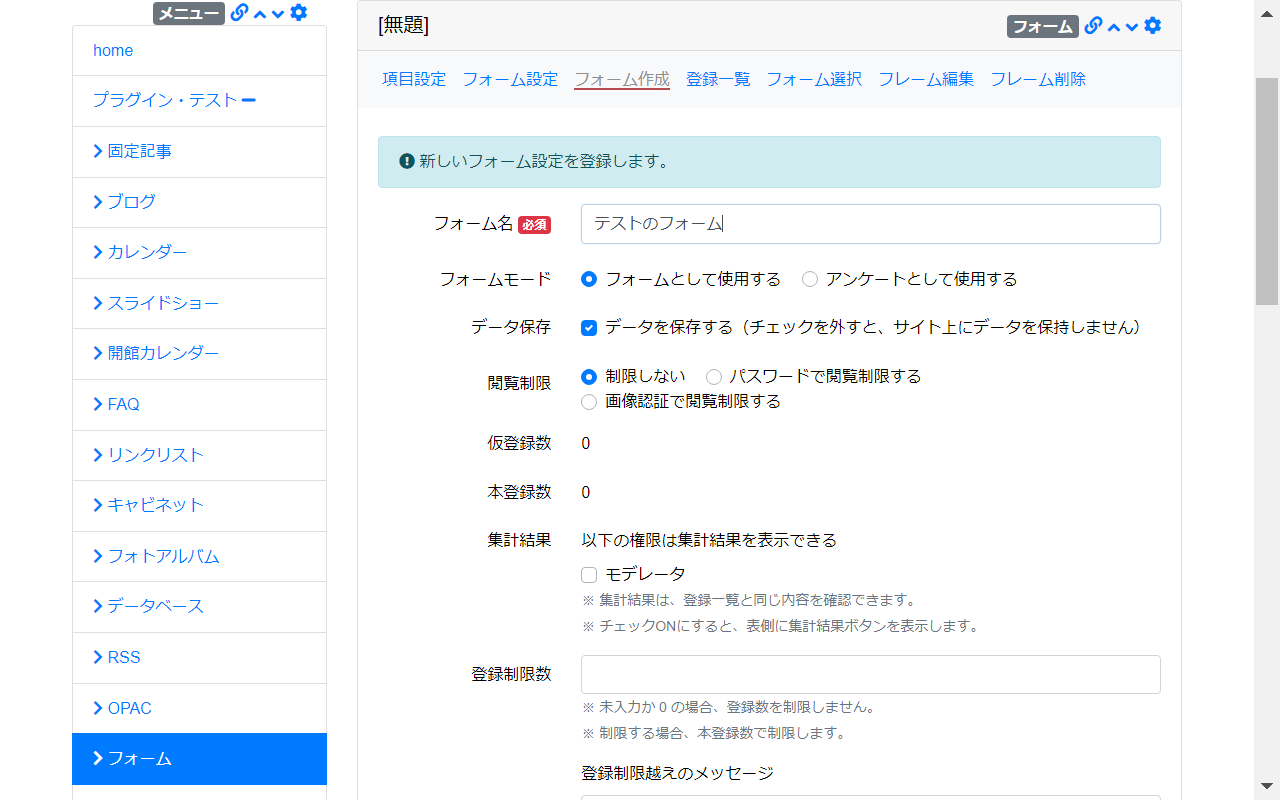 メニュー
home
プラグイン・テスト
固定記事
ブログ
カレンダー
スライドショー
開館カレンダー
FAQ
リンクリスト
キャビネット
フォトアルバム
データベース
RSS
OPAC
フォーム
[無題]
フォーム
項目設定 フォーム設定 フォーム作成 登録一覧 フォーム選択 フレーム編集 フレーム削除
新しいフォーム設定を登録します。
フォーム名 必須 テストのフォーム
フォームモード フォームとして使用する アンケートとして使用する
データ保存 データを保存する（チェックを外すと、サイト上にデータを保持しません）
閲覧制限 制限しない パスワードで閲覧制限する
画像認証で閲覧制限する
仮登録数 0
本登録数 0
集計結果 以下の権限は集計結果を表示できる
モデレータ
※ 集計結果は、登録一覧と同じ内容を確認できます。
※ チェックONにすると、表側に集計結果ボタンを表示します。
登録制限数
※ 未入力か 0 の場合、登録数を制限しません。
※ 制限する場合、本登録数で制限します。
登録制限越えのメッセージ